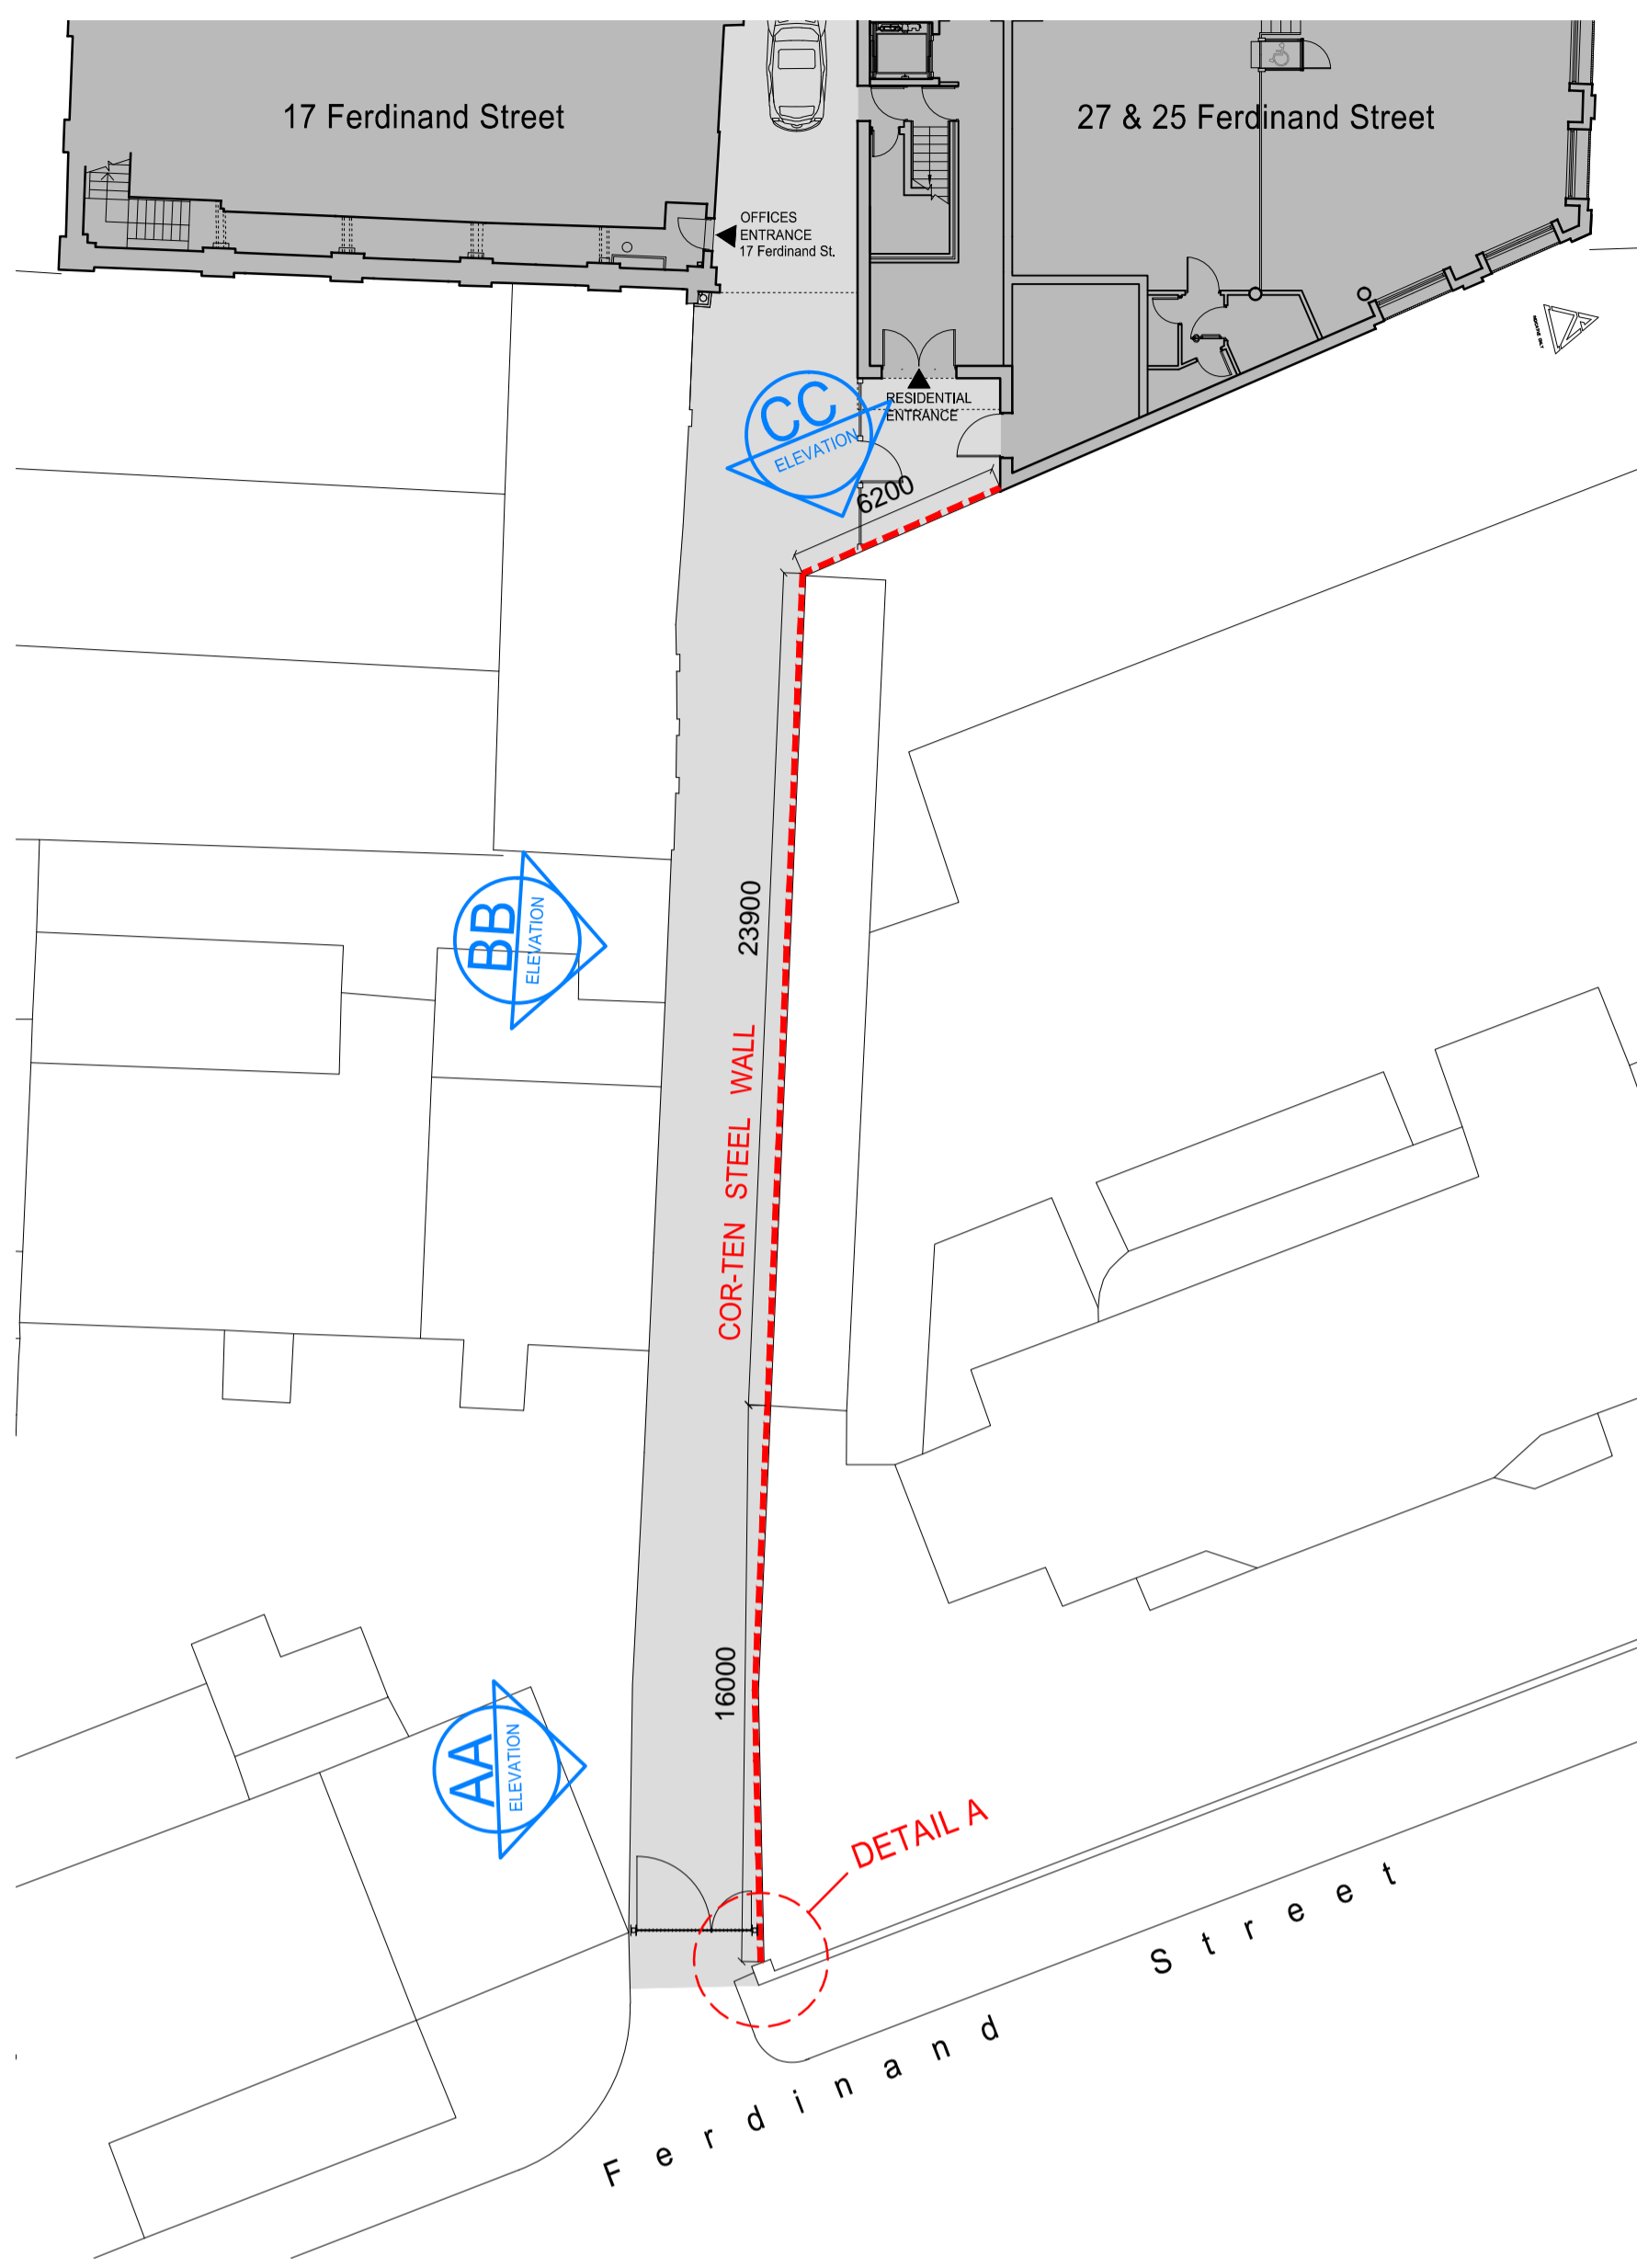 17 Ferdinand Street
27 & 25 Ferdinand Street
OFFICES
ENTRANCE
17 Ferdinand St.
RESIDENTIAL
ENTRANCE
CC
ELEVATION
6200
23900
BB
ELEVATION
COR-TEN STEEL WALL
16000
AA
ELEVATION
DETAIL A
Ferdinand Street